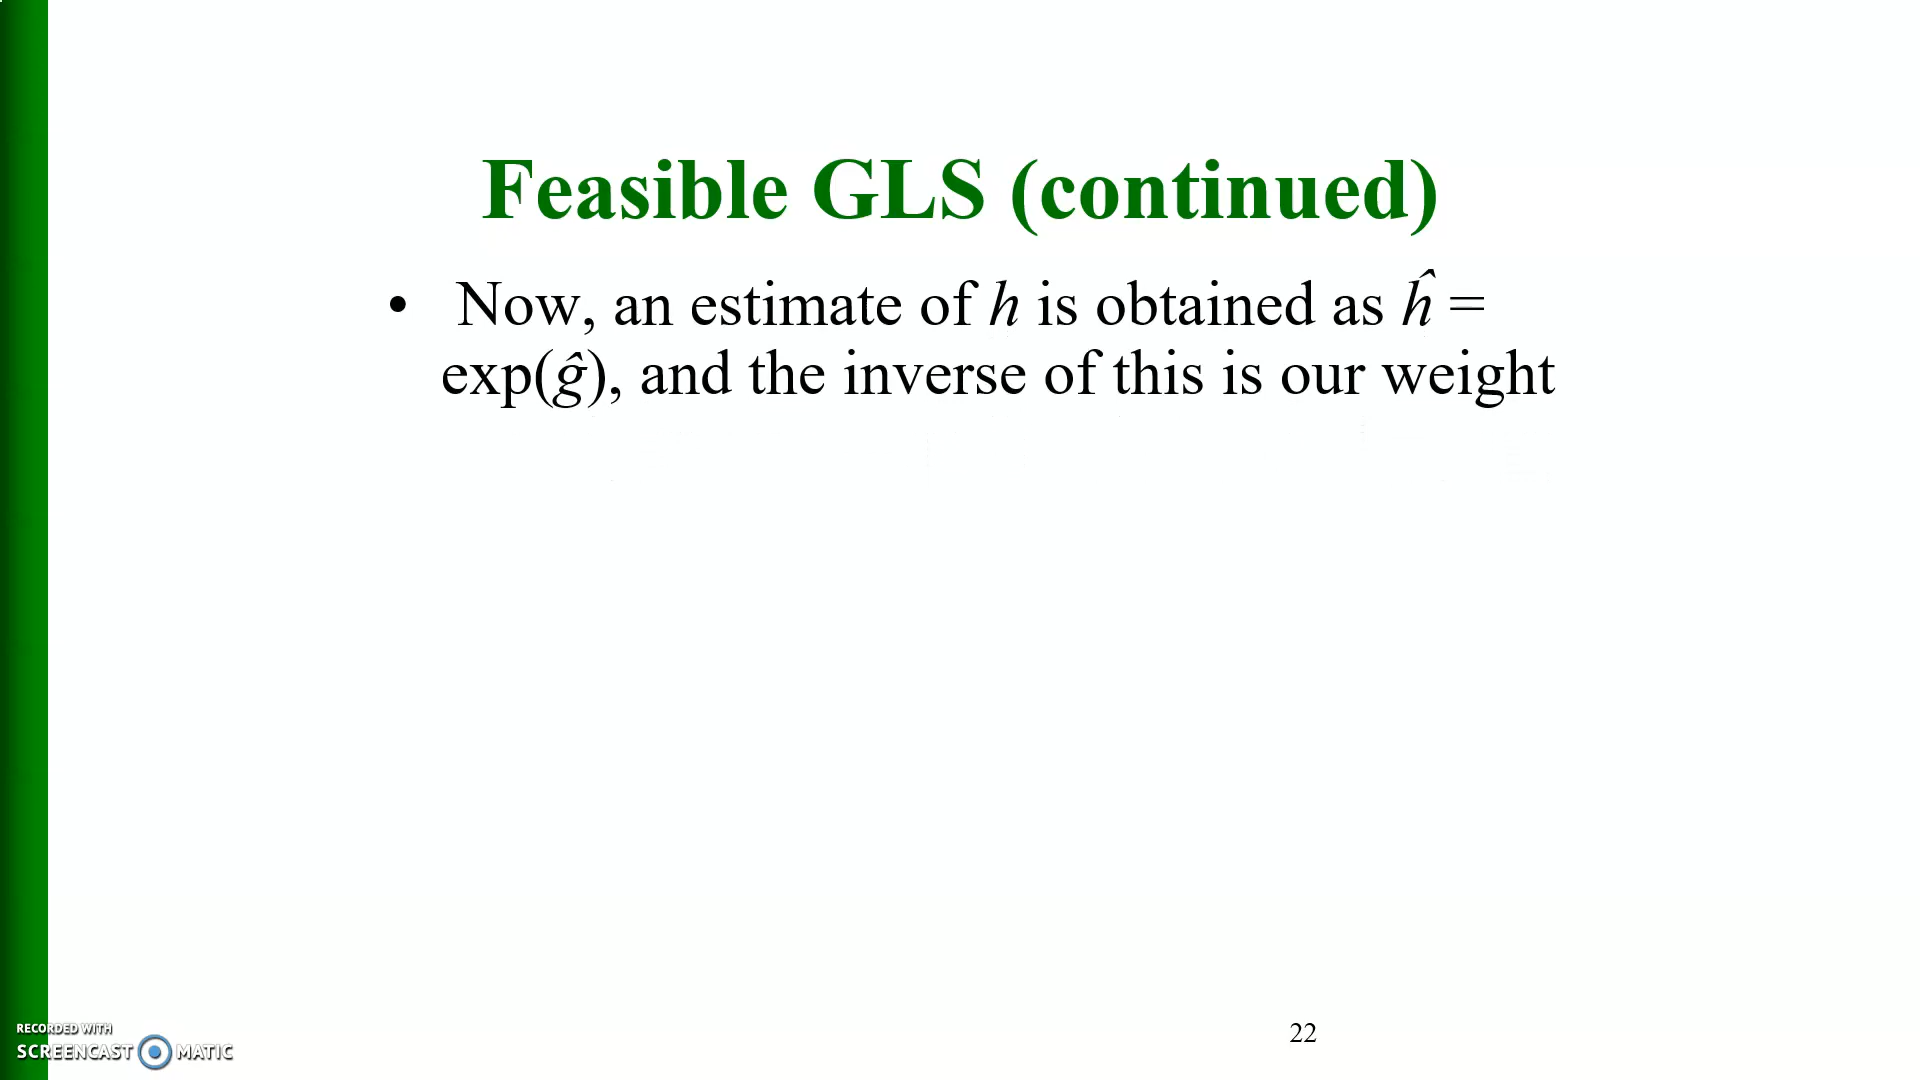 Feasible GLS (continued)
• Now, an estimate of h is obtained as ĥ =
exp(ĝ), and the inverse of this is our weight
22
RECORDED WITH
SCREENCAST MATIC